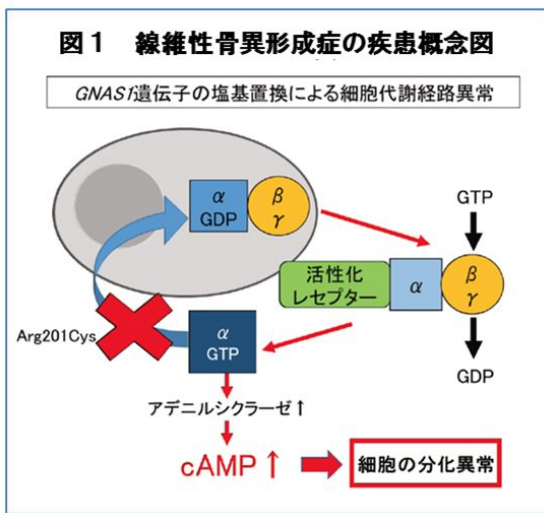 図1 線維性骨異形成症の疾患概念図
GNAS1遺伝子の塩基置換による細胞代謝経路異常
α
GDP
β
γ
GTP
活性化
レセプター
α
β
γ
Arg201Cys
α
GTP
GDP
アデニルシクラーゼ↑
cAMP↑
細胞の分化異常